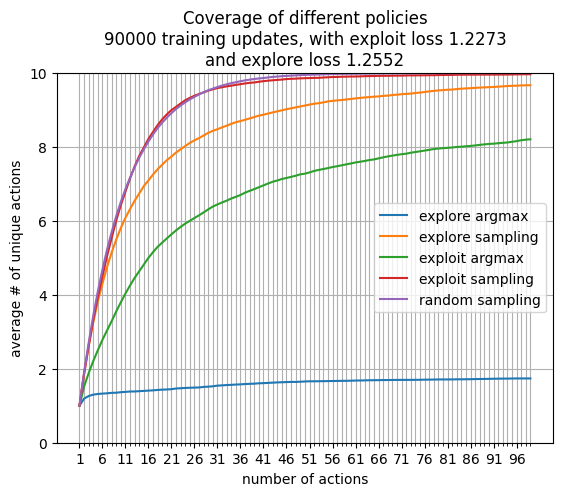 Coverage of different policies
90000 training updates, with exploit loss 1.2273
and explore loss 1.2552
average # of unique actions
10
8
6
4
2
0
explore argmax
explore sampling
exploit argmax
exploit sampling
random sampling
1 6 11 16 21 26 31 36 41 46 51 56 61 66 71 76 81 86 91 96
number of actions